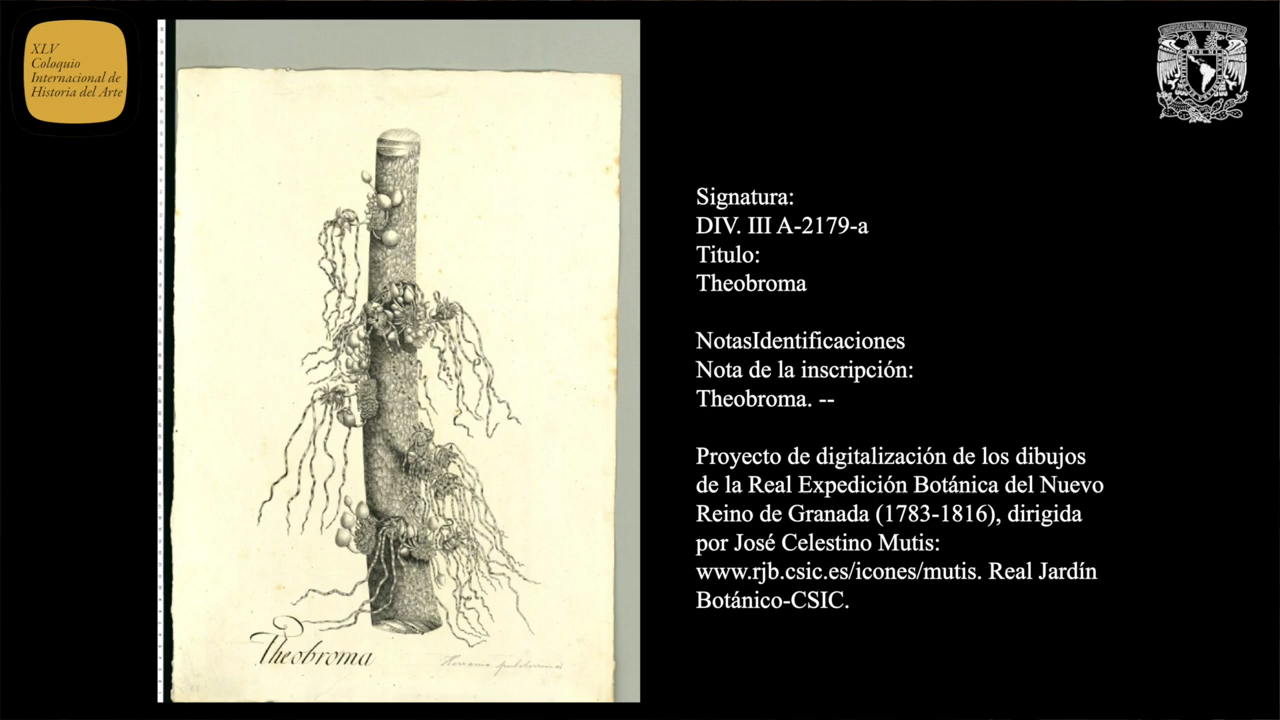 XLV
Coloquio
Internacional de
Historia del Arte
Signatura:
DIV. III A-2179-a
Titulo:
Theobroma
NotasIdentificaciones
Nota de la inscripción:
Theobroma. --
Proyecto de digitalización de los dibujos
de la Real Expedición Botánica del Nuevo
Reino de Granada (1783-1816), dirigida
por José Celestino Mutis:
www.rjb.csic.es/icones/mutis. Real Jardín
Botánico-CSIC.
Theobroma